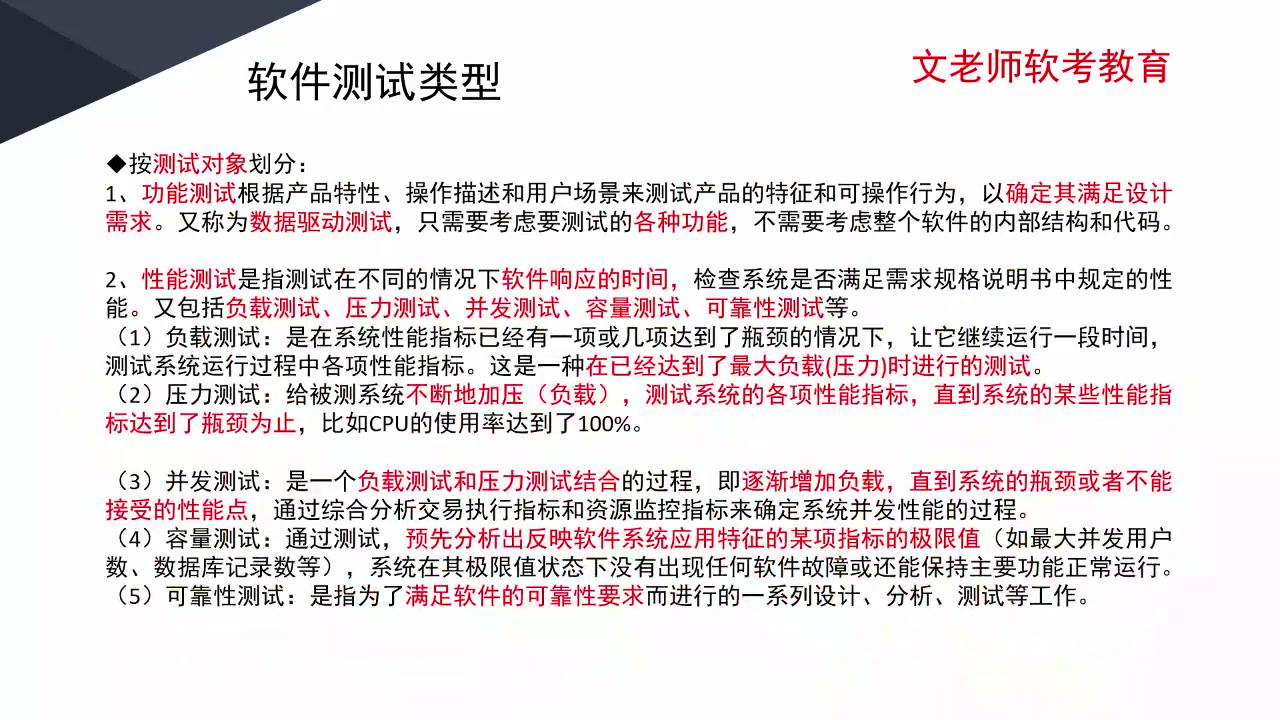 软件测试类型
文老师软考教育
◆按测试对象划分：
1、功能测试根据产品特性、操作描述和用户场景来测试产品的特征和可操作行为，以确定其满足设计
需求。又称为数据驱动测试，只需要考虑要测试的各种功能，不需要考虑整个软件的内部结构和代码。
2、性能测试是指测试在不同的情况下软件响应的时间，检查系统是否满足需求规格说明书中规定的性
能。又包括负载测试、压力测试、并发测试、容量测试、可靠性测试等。
（1）负载测试：是在系统性能指标已经有一项或几项达到了瓶颈的情况下，让它继续运行一段时间，
测试系统运行过程中各项性能指标。这是一种在已经达到了最大负载(压力)时进行的测试。
（2）压力测试：给被测系统不断地加压（负载），测试系统的各项性能指标，直到系统的某些性能指
标达到了瓶颈为止，比如CPU的使用率达到了100%。
（3）并发测试：是一个负载测试和压力测试结合的过程，即逐渐增加负载，直到系统的瓶颈或者不能
接受的性能点，通过综合分析交易执行指标和资源监控指标来确定系统并发性能的过程。
（4）容量测试：通过测试，预先分析出反映软件系统应用特征的某项指标的极限值（如最大并发用户
数、数据库记录数等），系统在其极限值状态下没有出现任何软件故障或还能保持主要功能正常运行。
（5）可靠性测试：是指为了满足软件的可靠性要求而进行的一系列设计、分析、测试等工作。